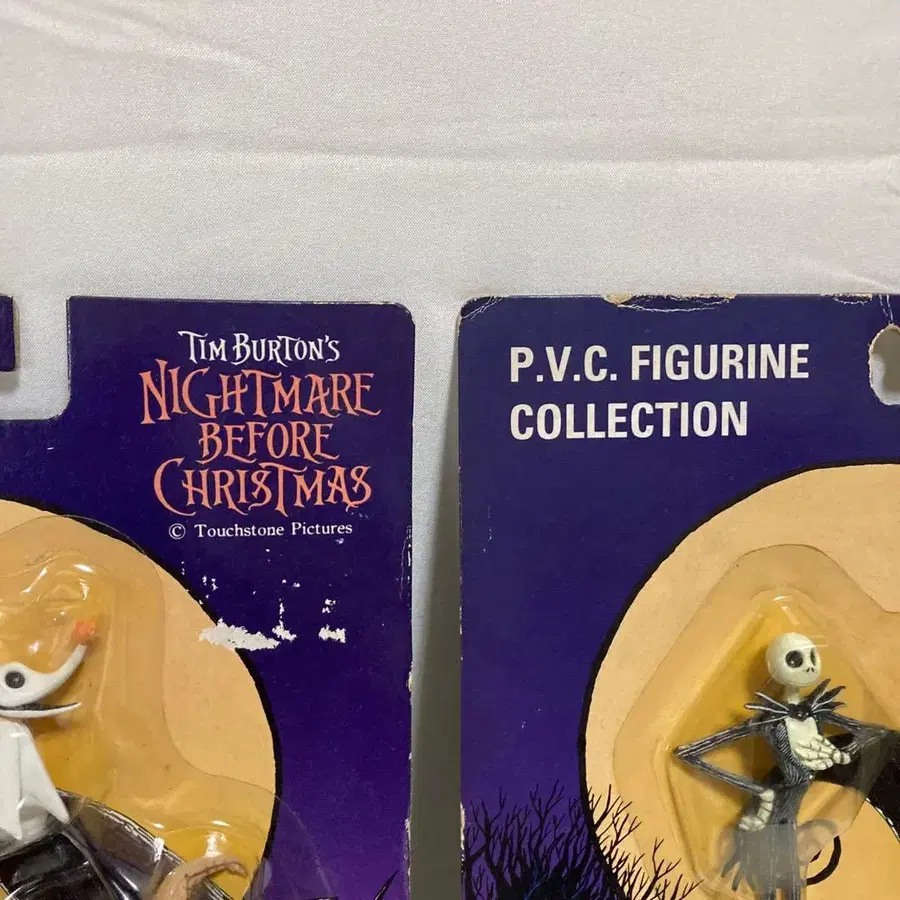 TIM BURTON'S
NIGHTMARE
BEFORE
CHRISTMAS
© Touchstone Pictures
P.V.C. FIGURINE
COLLECTION